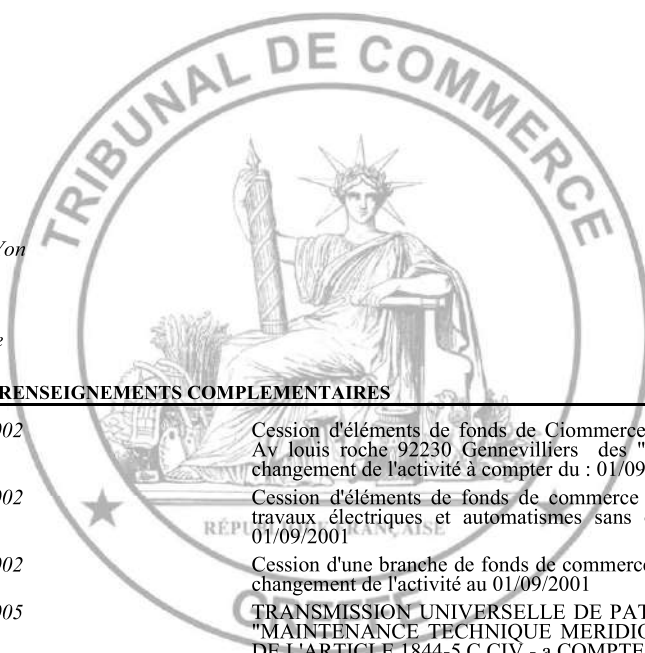 TRIBUNAL DE COMMERCE
Yon
e
RENSEIGNEMENTS COMPLEMENTAIRES
002
Cession d'éléments de fonds de Ciommerce
Av louis roche 92230 Gennevilliers des "
changement de l'activité à compter du : 01/09
002
Cession d'éléments de fonds de commerce
travaux électriques et automatismes sans
01/09/2001
RÉPUBLIQUE FRANÇAISE
002
Cession d'une branche de fonds de commerce
changement de l'activité au 01/09/2001
GREFFE
005
TRANSMISSION UNIVERSELLE DE PAT
"MAINTENANCE TECHNIQUE MERIDIO
DE L'ARTICLE 1844-5 C CIV - a COMPTE